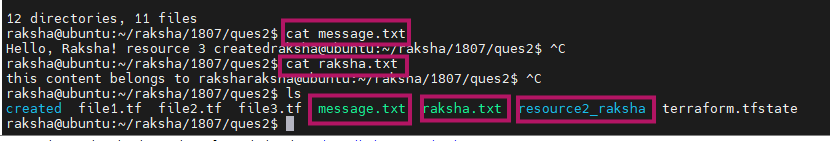 12 directories, 11 files
raksha@ubuntu:~/raksha/1807/ques2$ cat message.txt
Hello, Raksha! resource 3 createdraksha@ubuntu:~/raksha/1807/ques2$ ^C
raksha@ubuntu:~/raksha/1807/ques2$ cat raksha.txt
this content belongs to raksharaksha@ubuntu:~/raksha/1807/ques2$ ^C
raksha@ubuntu:~/raksha/1807/ques2$ ls
created file1.tf file2.tf file3.tf message.txt raksha.txt resource2_raksha terraform.tfstate
raksha@ubuntu:~/raksha/1807/ques2$